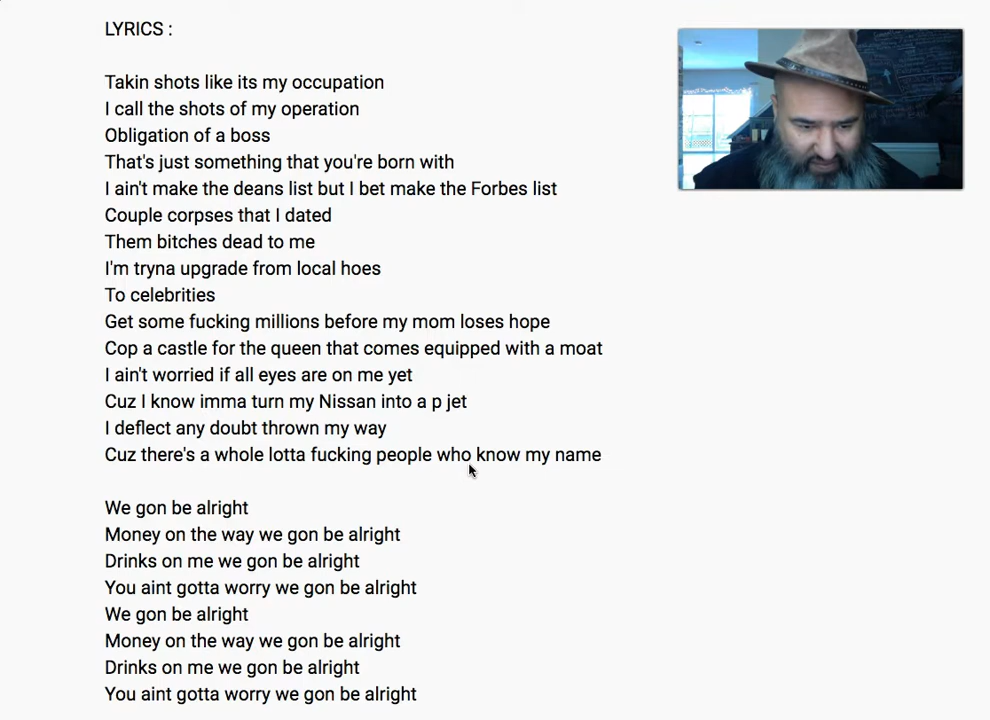 LYRICS :
Takin shots like its my occupation
I call the shots of my operation
Obligation of a boss
That's just something that you're born with
I ain't make the deans list but I bet make the Forbes list
Couple corpses that I dated
Them bitches dead to me
I'm tryna upgrade from local hoes
To celebrities
Get some fucking millions before my mom loses hope
Cop a castle for the queen that comes equipped with a moat
I ain't worried if all eyes are on me yet
Cuz I know imma turn my Nissan into a p jet
I deflect any doubt thrown my way
Cuz there's a whole lotta fucking people who know my name
We gon be alright
Money on the way we gon be alright
Drinks on me we gon be alright
You aint gotta worry we gon be alright
We gon be alright
Money on the way we gon be alright
Drinks on me we gon be alright
You aint gotta worry we gon be alright